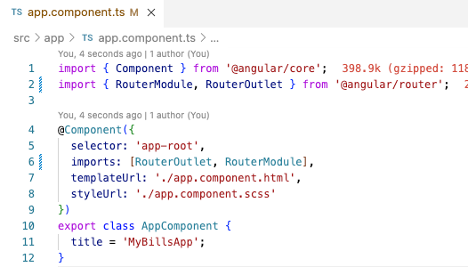 TS app.component.ts M ×
src > app > TS app.component.ts > ...
You, 4 seconds ago | 1 author (You)
1 import { Component } from '@angular/core'; 398.9k (gzipped: 118
2 import { RouterModule, RouterOutlet } from '@angular/router'; 2
3
You, 4 seconds ago | 1 author (You)
4 @Component({
5 selector: 'app-root',
6 imports: [RouterOutlet, RouterModule],
7 templateUrl: './app.component.html',
8 styleUrl: './app.component.scss'
9 })
10 export class AppComponent {
11 title = 'MyBillsApp';
12 }